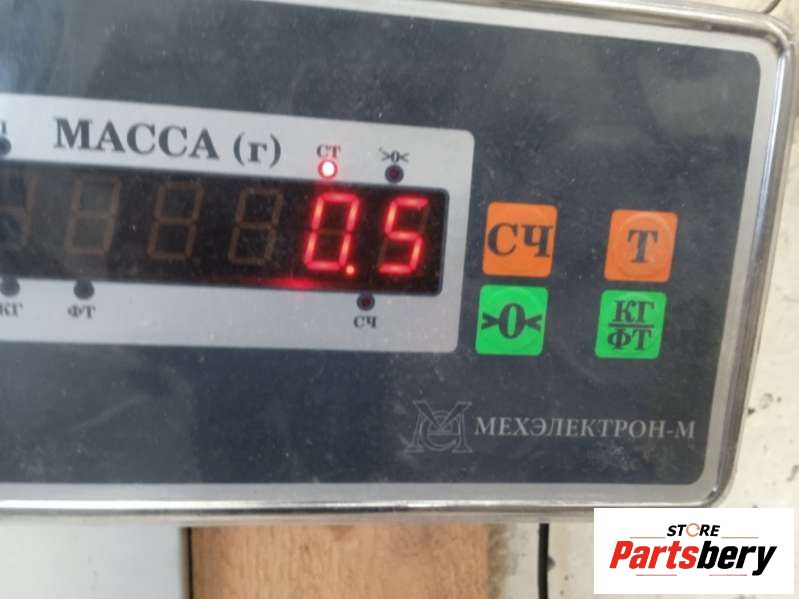 МАССА (г)
СТ
>0<
0.5
СЧ
Т
КГ
ФТ
СЧ
>0<
КГ
ФТ
МЕХЭЛЕКТРОН-М
STORE
Partsbery